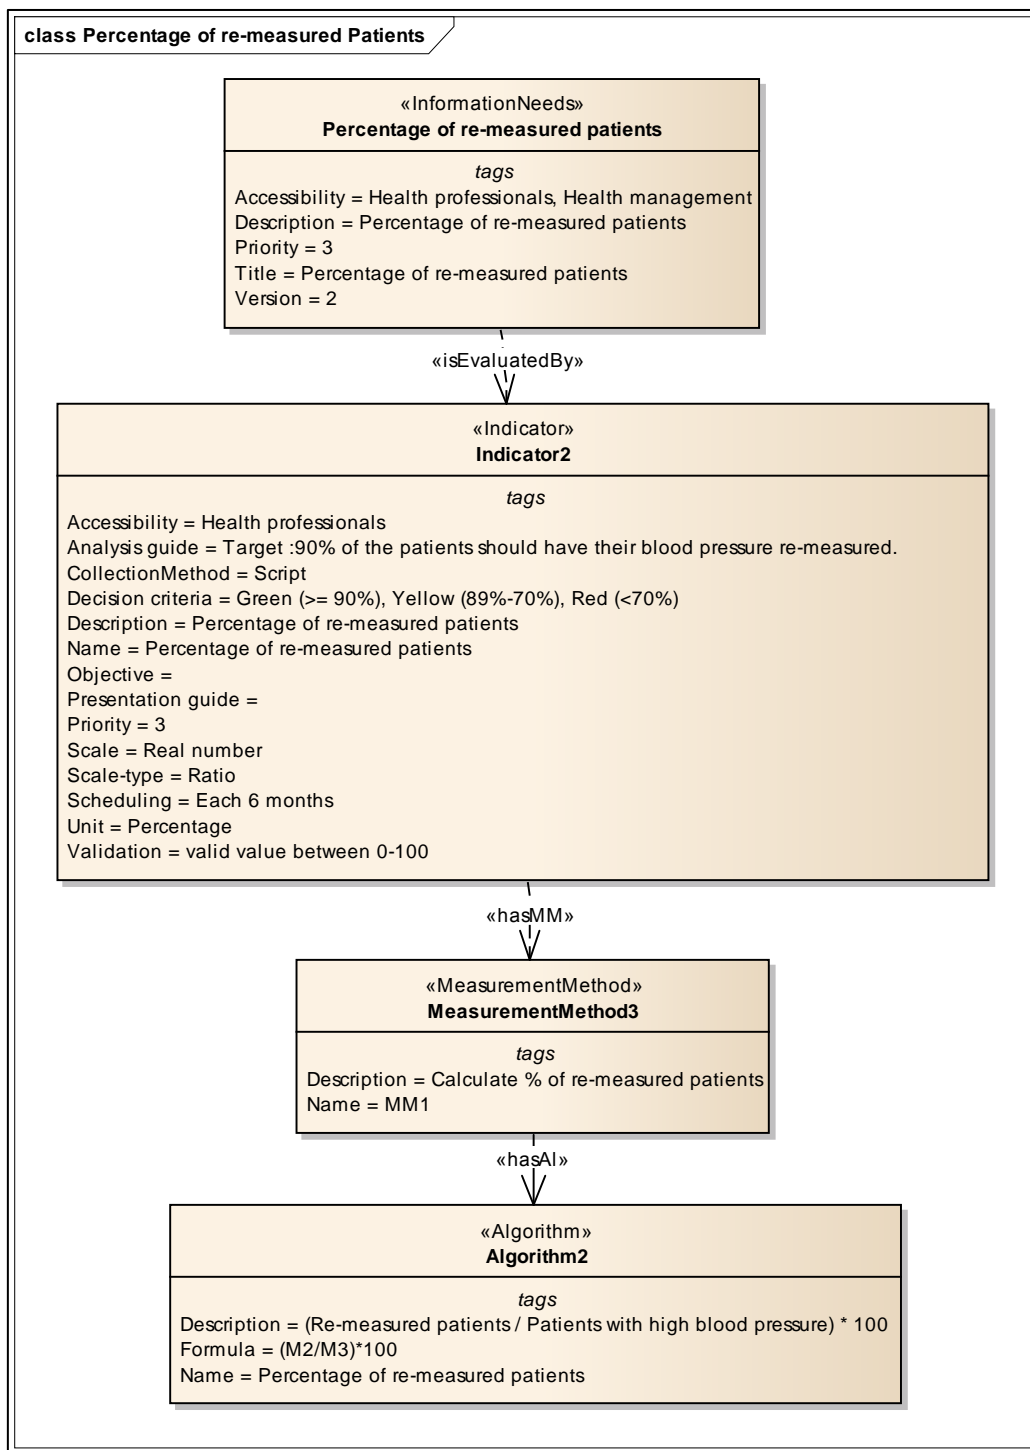 class Percentage of re-measured Patients
«InformationNeeds»
Percentage of re-measured patients
tags
Accessibility = Health professionals, Health management
Description = Percentage of re-measured patients
Priority = 3
Title = Percentage of re-measured patients
Version = 2
«isEvaluatedBy»
«Indicator»
Indicator2
tags
Accessibility = Health professionals
Analysis guide = Target :90% of the patients should have their blood pressure re-measured.
CollectionMethod = Script
Decision criteria = Green (>= 90%), Yellow (89%-70%), Red (<70%)
Description = Percentage of re-measured patients
Name = Percentage of re-measured patients
Objective =
Presentation guide =
Priority = 3
Scale = Real number
Scale-type = Ratio
Scheduling = Each 6 months
Unit = Percentage
Validation = valid value between 0-100
«hasMM»
«MeasurementMethod»
MeasurementMethod3
tags
Description = Calculate % of re-measured patients
Name = MM1
«hasAl»
«Algorithm»
Algorithm2
tags
Description = (Re-measured patients / Patients with high blood pressure) * 100
Formula = (M2/M3)*100
Name = Percentage of re-measured patients